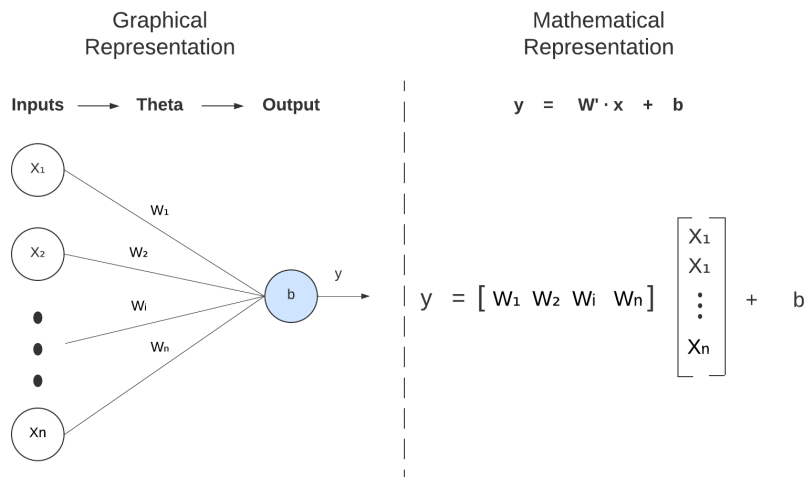 Graphical
Representation
Inputs Theta Output
X₁
W₁
X₂
W₂
Wᵢ
b
y
Wₙ
Xn
Mathematical
Representation
y = W' · x + b
y = [ W₁ W₂ Wᵢ Wₙ ]
X₁
X₁
⋮
Xₙ
+ b